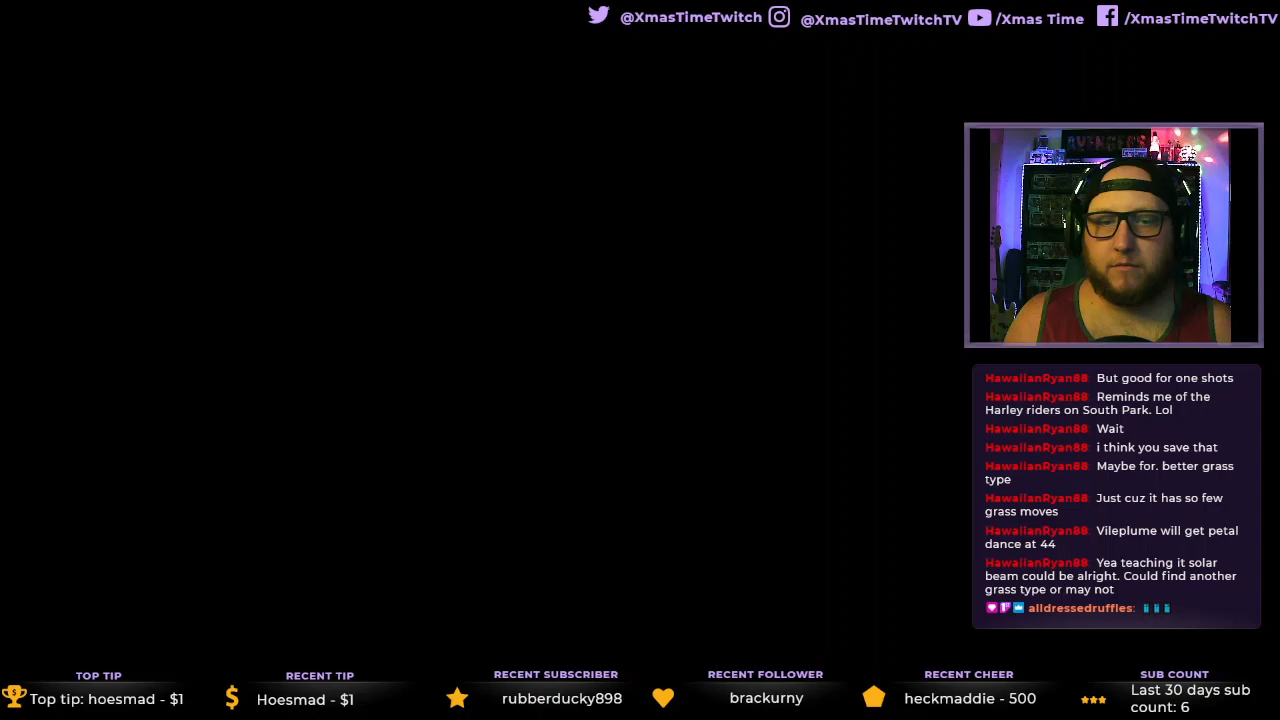 @XmasTimeTwitch @XmasTimeTwitchTV /Xmas Time /XmasTimeTwitchTV
AVENGERS
HawaiianRyan88: But good for one shots
HawaiianRyan88: Reminds me of the
Harley riders on South Park. Lol
HawaiianRyan88: Wait
HawaiianRyan88: i think you save that
HawaiianRyan88: Maybe for. better grass
type
HawaiianRyan88: Just cuz it has so few
grass moves
HawaiianRyan88: Vileplume will get petal
dance at 44
HawaiianRyan88: Yea teaching it solar
beam could be alright. Could find another
grass type or may not
alldressedruffles:
TOP TIP
Top tip: hoesmad - $1
RECENT TIP
Hoesmad - $1
RECENT SUBSCRIBER
rubberducky898
RECENT FOLLOWER
brackurny
RECENT CHEER
heckmaddie - 500
SUB COUNT
Last 30 days sub
count: 6